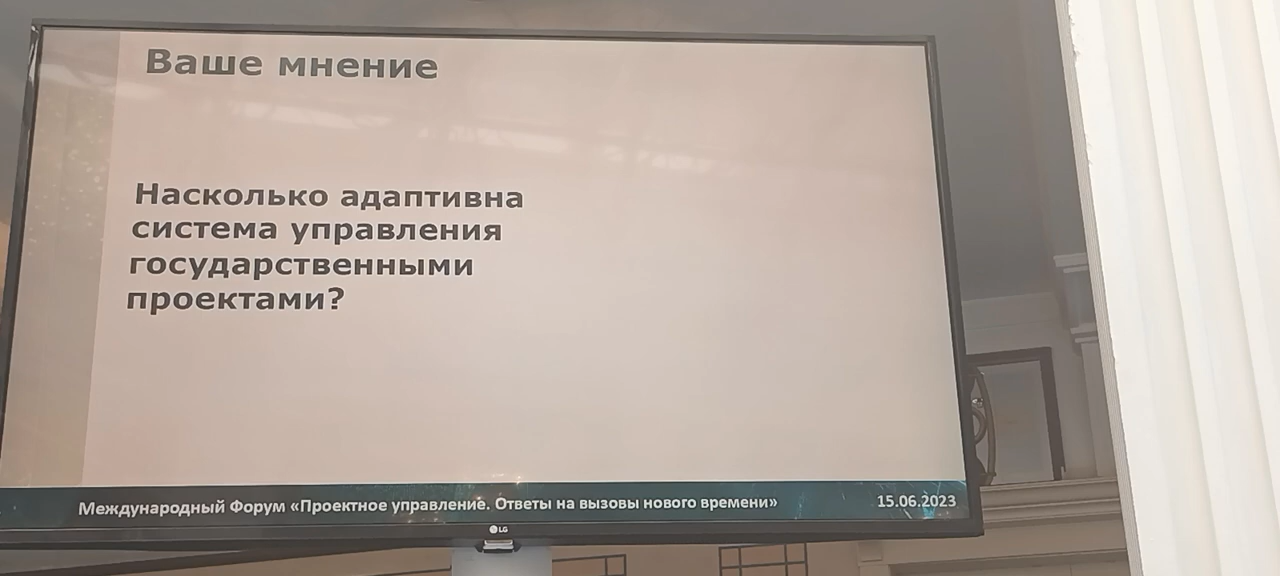 Ваше мнение
Насколько адаптивна
система управления
государственными
проектами?
Международный Форум «Проектное управление. Ответы на вызовы нового времени»
15.06.2023
LG